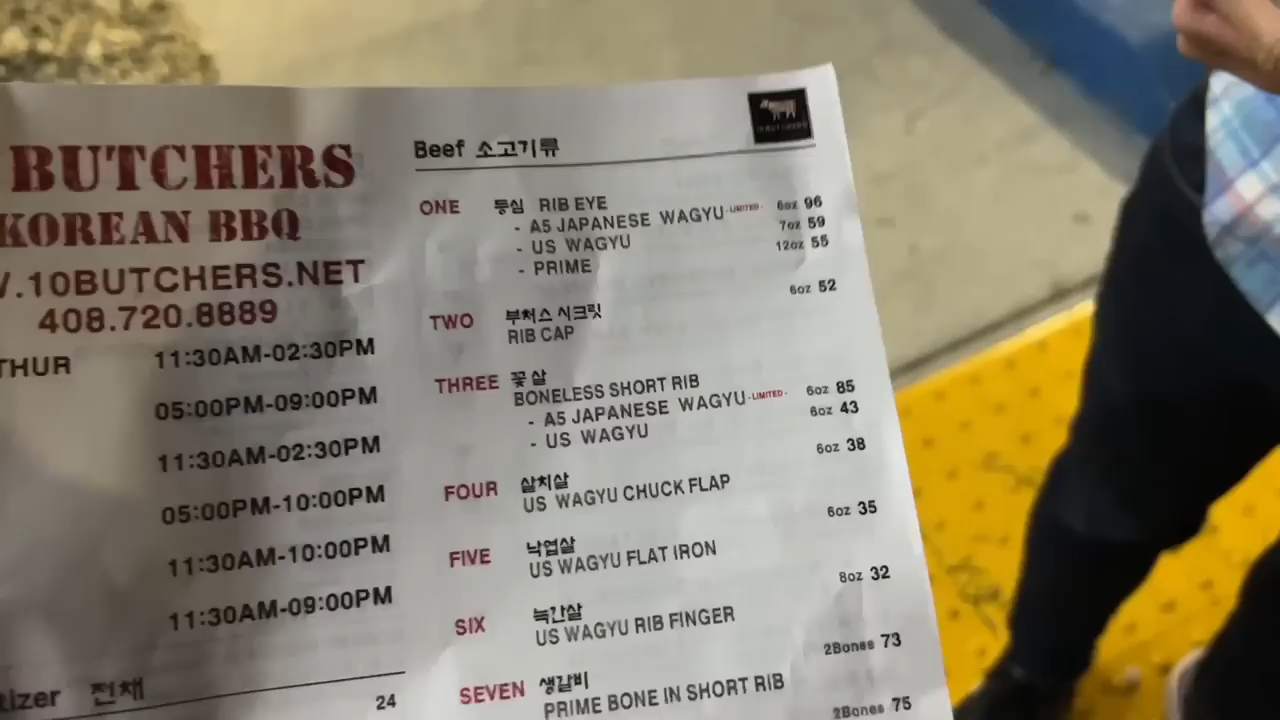 BUTCHERS
KOREAN BBQ
.10BUTCHERS.NET
408.720.8889
THUR 11:30AM-02:30PM
05:00PM-09:00PM
11:30AM-02:30PM
05:00PM-10:00PM
11:30AM-10:00PM
11:30AM-09:00PM
tizer 전채
24
Beef 소고기류
10 BUTCHERS
ONE 등심 RIB EYE
- A5 JAPANESE WAGYU -LIMITED- 6oz 96
- US WAGYU 7oz 59
- PRIME 12oz 55
TWO 부처스 시크릿 6oz 52
RIB CAP
THREE 꽃살
BONELESS SHORT RIB
- A5 JAPANESE WAGYU -LIMITED- 6oz 85
- US WAGYU 6oz 43
FOUR 살치살 6oz 38
US WAGYU CHUCK FLAP
FIVE 낙엽살 6oz 35
US WAGYU FLAT IRON
SIX 늑간살 8oz 32
US WAGYU RIB FINGER
SEVEN 생갈비 2Bones 73
PRIME BONE IN SHORT RIB
2Bones 75